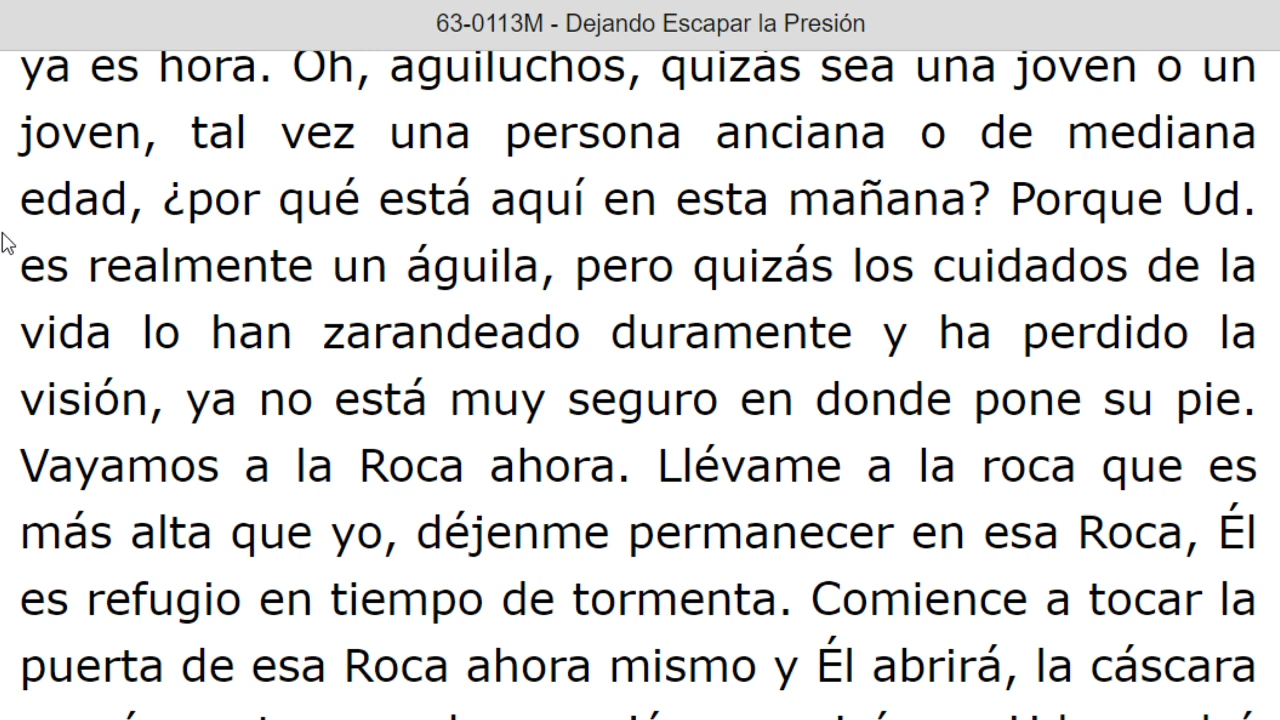 63-0113M - Dejando Escapar la Presión
ya es hora. Oh, aguiluchos, quizás sea una joven o un
joven, tal vez una persona anciana o de mediana
edad, ¿por qué está aquí en esta mañana? Porque Ud.
es realmente un águila, pero quizás los cuidados de la
vida lo han zarandeado duramente y ha perdido la
visión, ya no está muy seguro en donde pone su pie.
Vayamos a la Roca ahora. Llévame a la roca que es
más alta que yo, déjenme permanecer en esa Roca, Él
es refugio en tiempo de tormenta. Comience a tocar la
puerta de esa Roca ahora mismo y Él abrirá, la cáscara